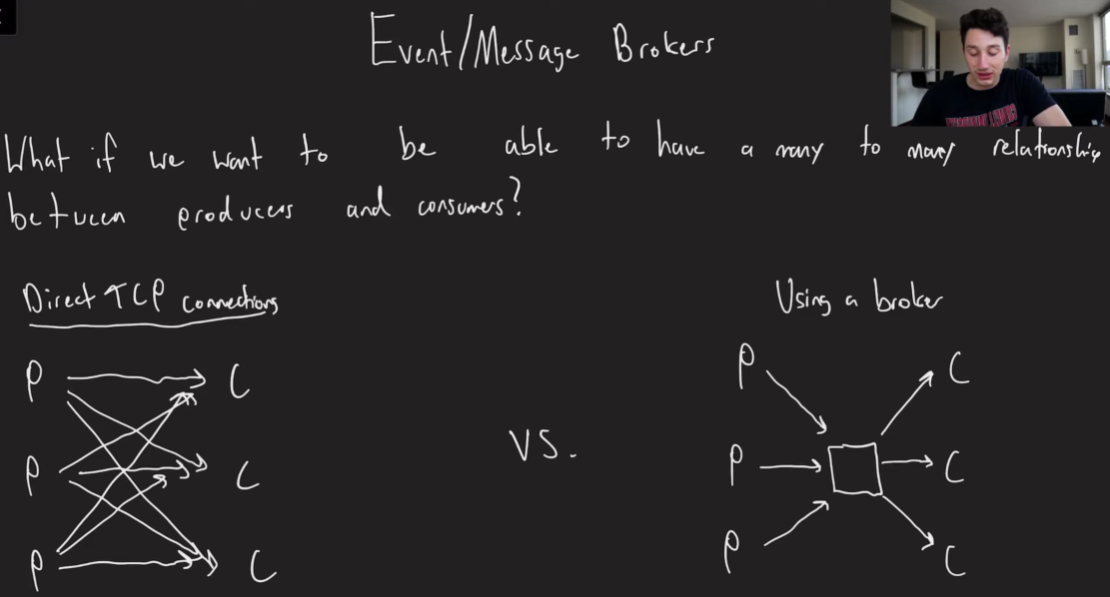 Event/Message Brokers
What if we want to be able to have a many to many relationship
between producers and consumers?
Direct TCP connections
Using a broker
P C
P C
P C
VS.
P C
P C
P C